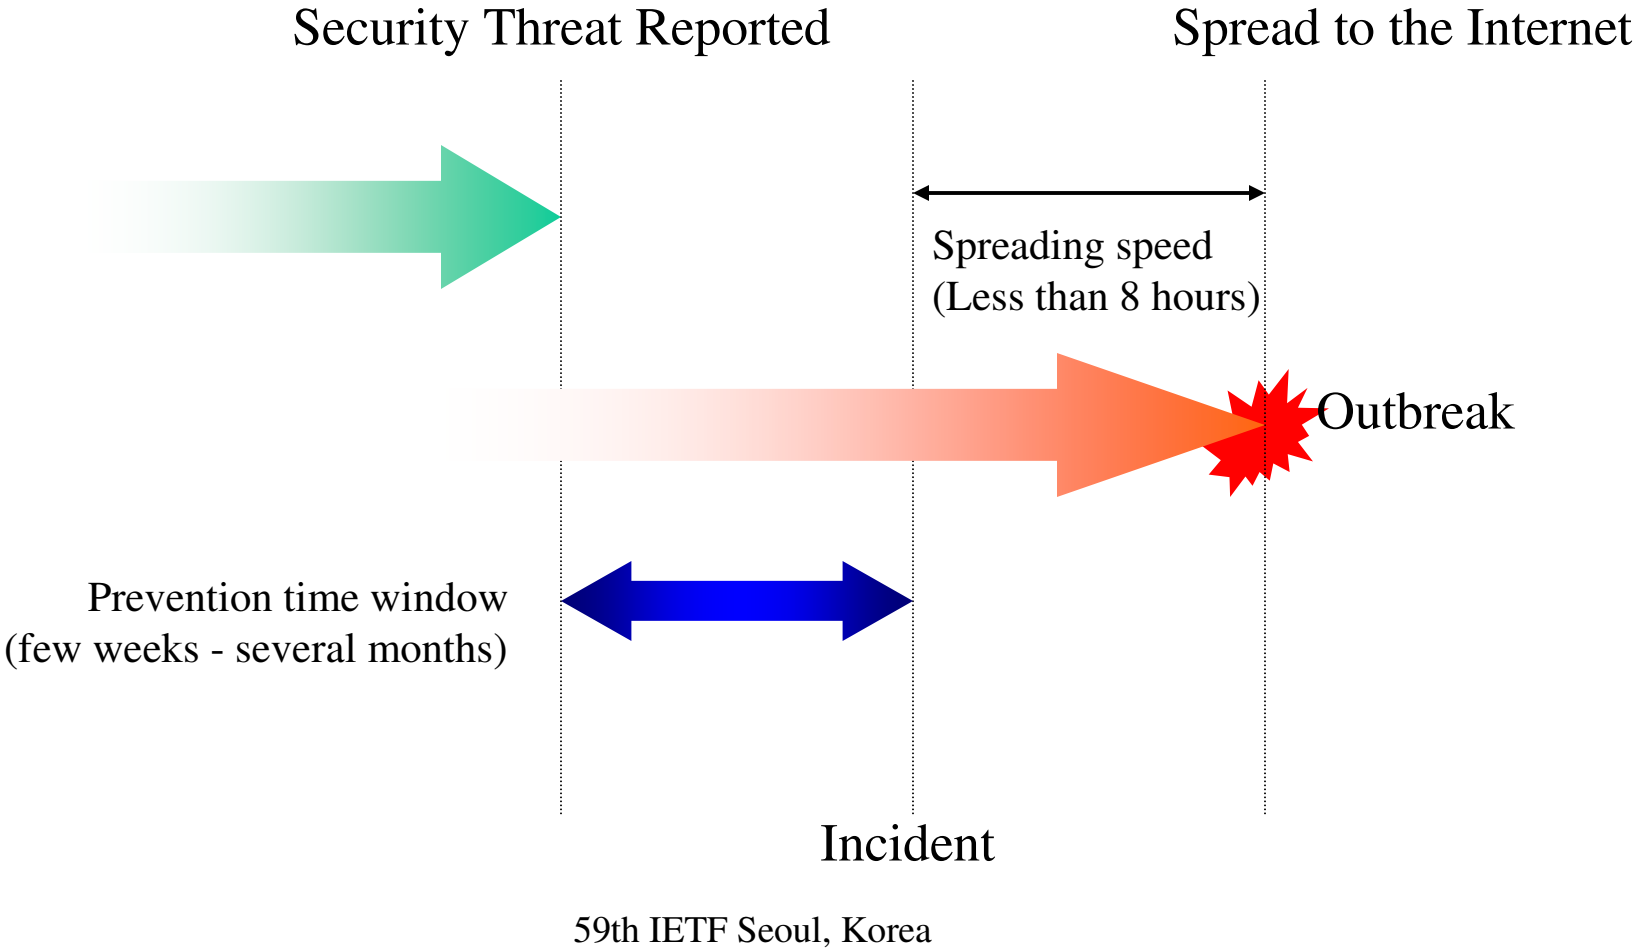 Security Threat Reported
Spread to the Internet
Spreading speed
(Less than 8 hours)
Outbreak
Prevention time window
(few weeks - several months)
Incident
59th IETF Seoul, Korea